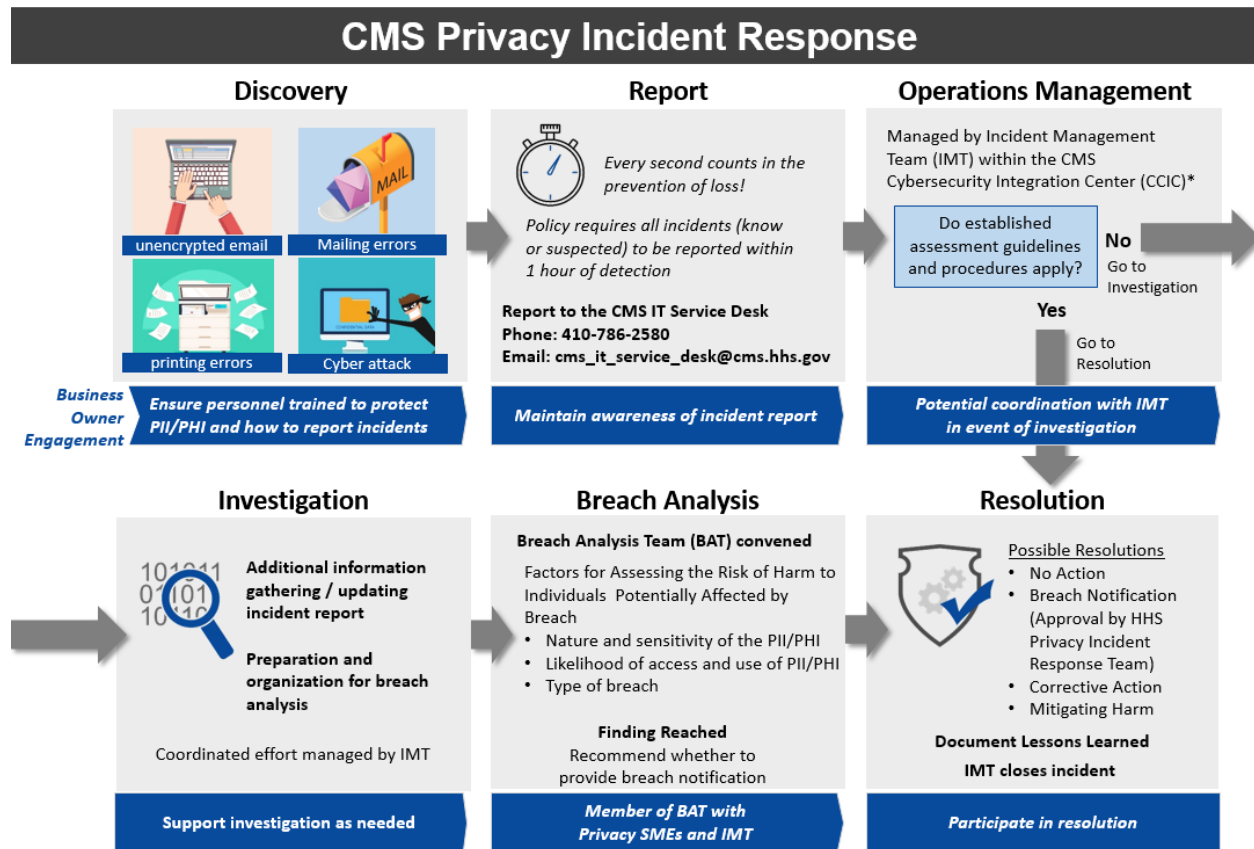 CMS Privacy Incident Response
Discovery
unencrypted email
MAIL
Mailing errors
printing errors
CONFIDENTIAL DATA
Cyber attack
Business
Owner
Engagement
Ensure personnel trained to protect
PII/PHI and how to report incidents
Report
Every second counts in the
prevention of loss!
Policy requires all incidents (know
or suspected) to be reported within
1 hour of detection
Report to the CMS IT Service Desk
Phone: 410-786-2580
Email: cms_it_service_desk@cms.hhs.gov
Maintain awareness of incident report
Operations Management
Managed by Incident Management
Team (IMT) within the CMS
Cybersecurity Integration Center (CCIC)*
Do established
assessment guidelines
and procedures apply?
No
Go to
Investigation
Yes
Go to
Resolution
Potential coordination with IMT
in event of investigation
Investigation
101011
01101
10110
Additional information
gathering / updating
incident report
Preparation and
organization for breach
analysis
Coordinated effort managed by IMT
Support investigation as needed
Breach Analysis
Breach Analysis Team (BAT) convened
Factors for Assessing the Risk of Harm to
Individuals Potentially Affected by
Breach
• Nature and sensitivity of the PII/PHI
• Likelihood of access and use of PII/PHI
• Type of breach
Finding Reached
Recommend whether to
provide breach notification
Member of BAT with
Privacy SMEs and IMT
Resolution
Possible Resolutions
• No Action
• Breach Notification
(Approval by HHS
Privacy Incident
Response Team)
• Corrective Action
• Mitigating Harm
Document Lessons Learned
IMT closes incident
Participate in resolution